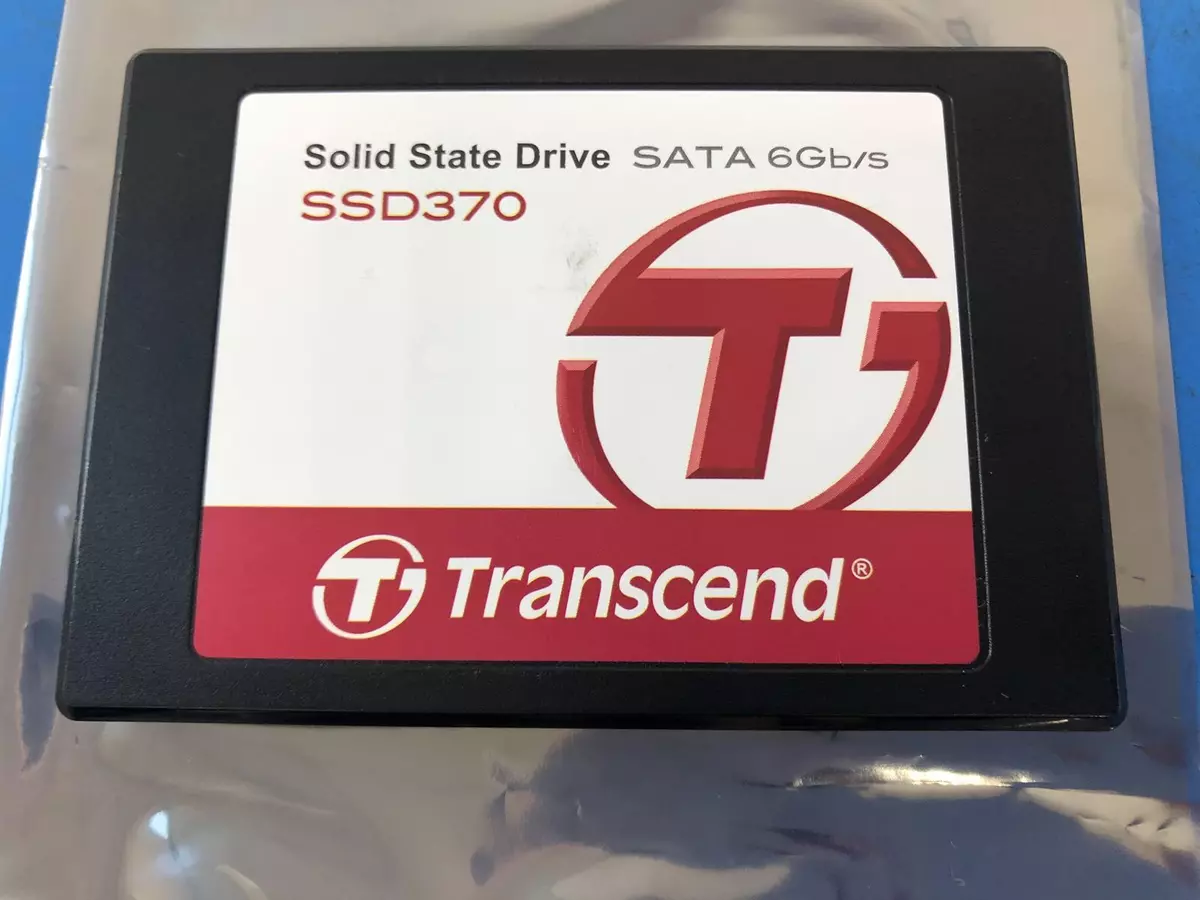 Solid State Drive SATA 6Gb/s
SSD370
Transcend®